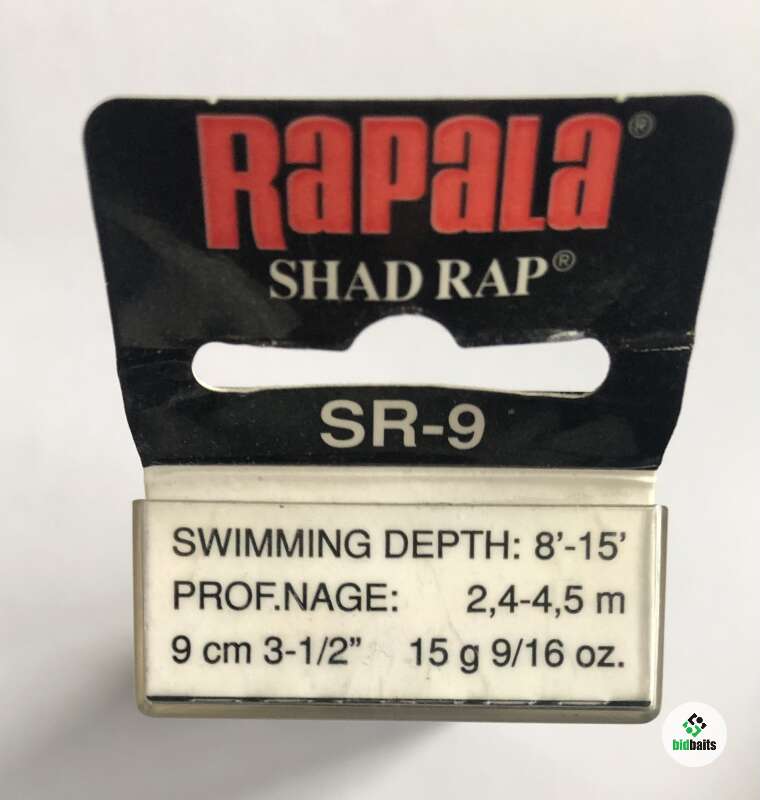 RAPALA®
SHAD RAP®
SR-9
SWIMMING DEPTH: 8'-15'
PROF.NAGE: 2,4-4,5 m
9 cm 3-1/2" 15 g 9/16 oz.
bidbaits